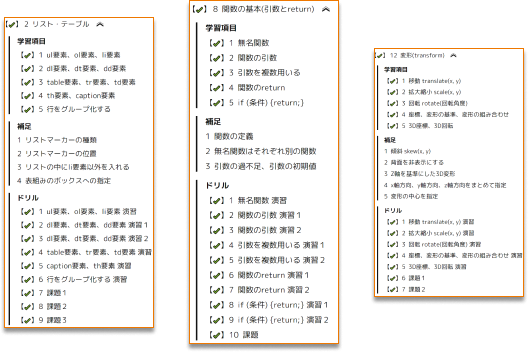 【✔】 2 リスト・テーブル
学習項目
【✔】 1 ul要素、ol要素、li要素
【✔】 2 dl要素、dt要素、dd要素
【✔】 3 table要素、tr要素、td要素
【✔】 4 th要素、caption要素
【✔】 5 行をグループ化する
補足
1 リストマーカーの種類
2 リストマーカーの位置
3 リストの中にli要素以外を入れる
4 表組みのボックスへの指定
ドリル
【✔】 1 ul要素、ol要素、li要素 演習
【✔】 2 dl要素、dt要素、dd要素 演習１
【✔】 3 dl要素、dt要素、dd要素 演習２
【✔】 4 table要素、tr要素、td要素 演習
【✔】 5 caption要素、th要素 演習
【✔】 6 行をグループ化する 演習
【✔】 7 課題１
【✔】 8 課題２
【✔】 9 課題３
【✔】 8 関数の基本(引数とreturn)
学習項目
【✔】 1 無名関数
【✔】 2 関数の引数
【✔】 3 引数を複数用いる
【✔】 4 関数のreturn
【✔】 5 if (条件) {return;}
補足
1 関数の定義
2 無名関数はそれぞれ別の関数
3 引数の過不足、引数の初期値
ドリル
【✔】 1 無名関数 演習
【✔】 2 関数の引数 演習１
【✔】 3 関数の引数 演習２
【✔】 4 引数を複数用いる 演習１
【✔】 5 引数を複数用いる 演習２
【✔】 6 関数のreturn 演習１
【✔】 7 関数のreturn 演習２
【✔】 8 if (条件) {return;} 演習１
【✔】 9 if (条件) {return;} 演習２
【✔】 10 課題
【✔】 12 変形(transform)
学習項目
【✔】 1 移動 translate(x, y)
【✔】 2 拡大縮小 scale(x, y)
【✔】 3 回転 rotate(回転角度)
【✔】 4 座標、変形の基準、変形の組み合わせ
【✔】 5 3D座標、3D回転
補足
1 傾斜 skew(x, y)
2 背面を非表示にする
3 Z軸を基準にした3D変形
4 x軸方向、y軸方向、z軸方向をまとめて指定
5 変形の中心を指定
ドリル
【✔】 1 移動 translate(x, y) 演習
【✔】 2 拡大縮小 scale(x, y) 演習
【✔】 3 回転 rotate(回転角度) 演習
【✔】 4 座標、変形の基準、変形の組み合わせ 演習
【✔】 5 3D座標、3D回転 演習
【✔】 6 課題１
【✔】 7 課題２